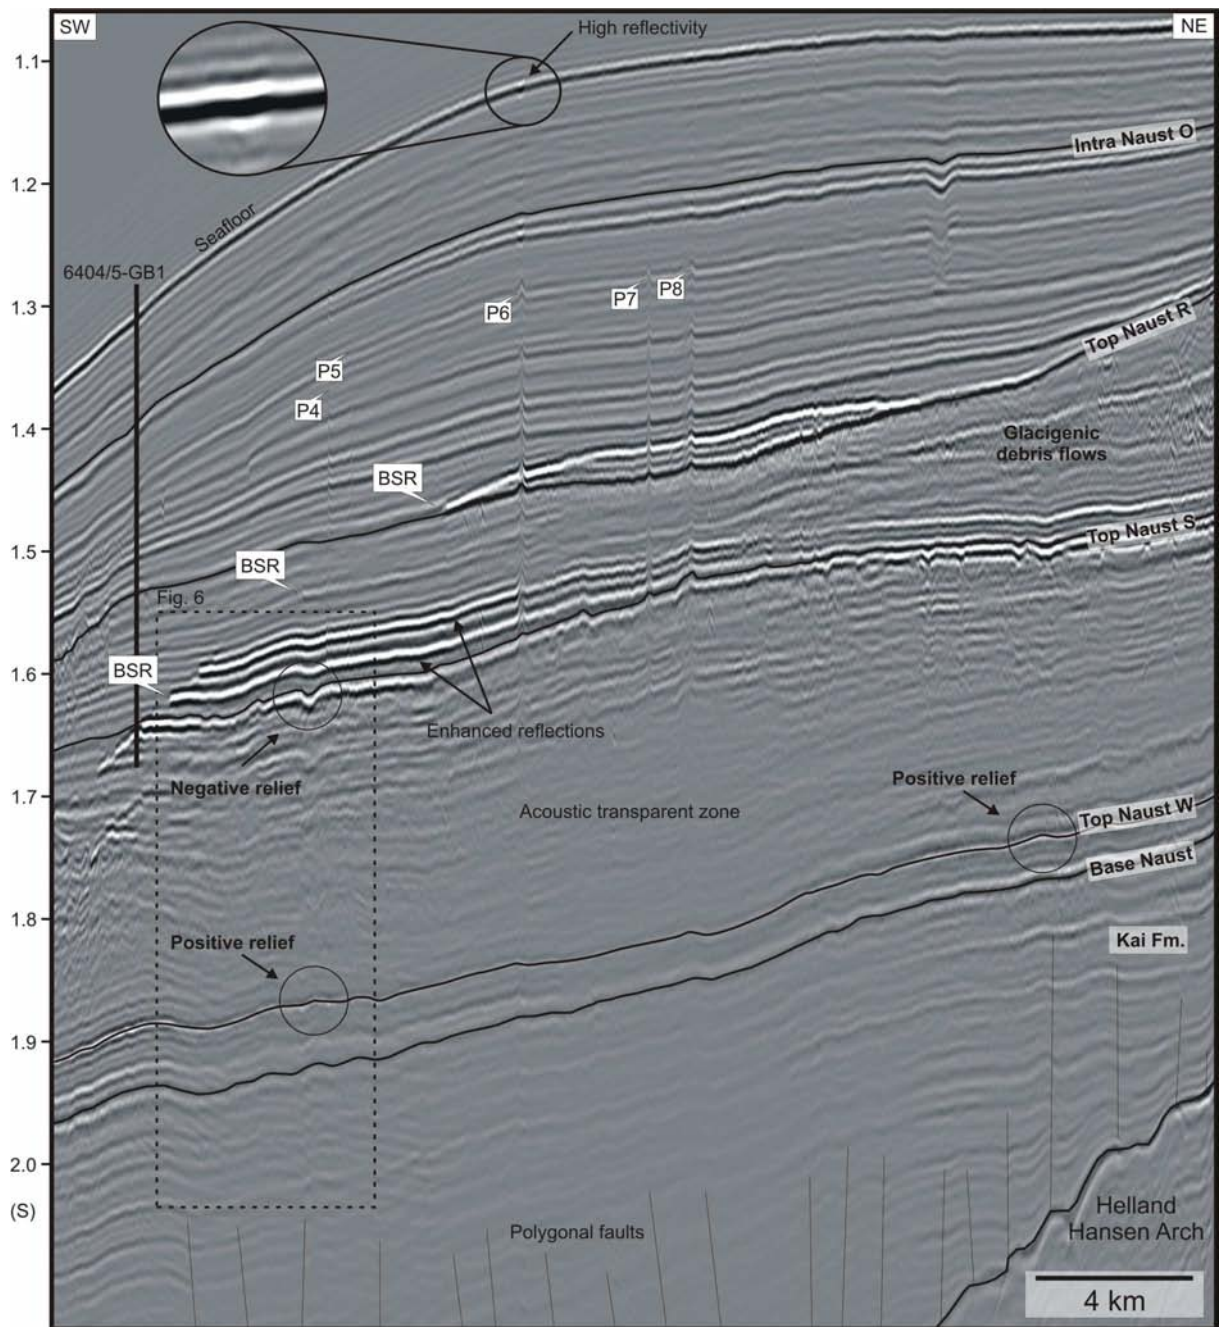 SW
NE
High reflectivity
1.1
Intra Naust O
1.2
Seafloor
6404/5-GB1
1.3
P6
P7
P8
Top Naust R
P5
P4
1.4
Glacigenic
debris flows
BSR
1.5
Top Naust S
BSR
Fig. 6
1.6
BSR
Enhanced reflections
Negative relief
Positive relief
1.7
Acoustic transparent zone
Top Naust W
Base Naust
1.8
Positive relief
Kai Fm.
1.9
2.0
(S)
Polygonal faults
Helland
Hansen Arch
4 km